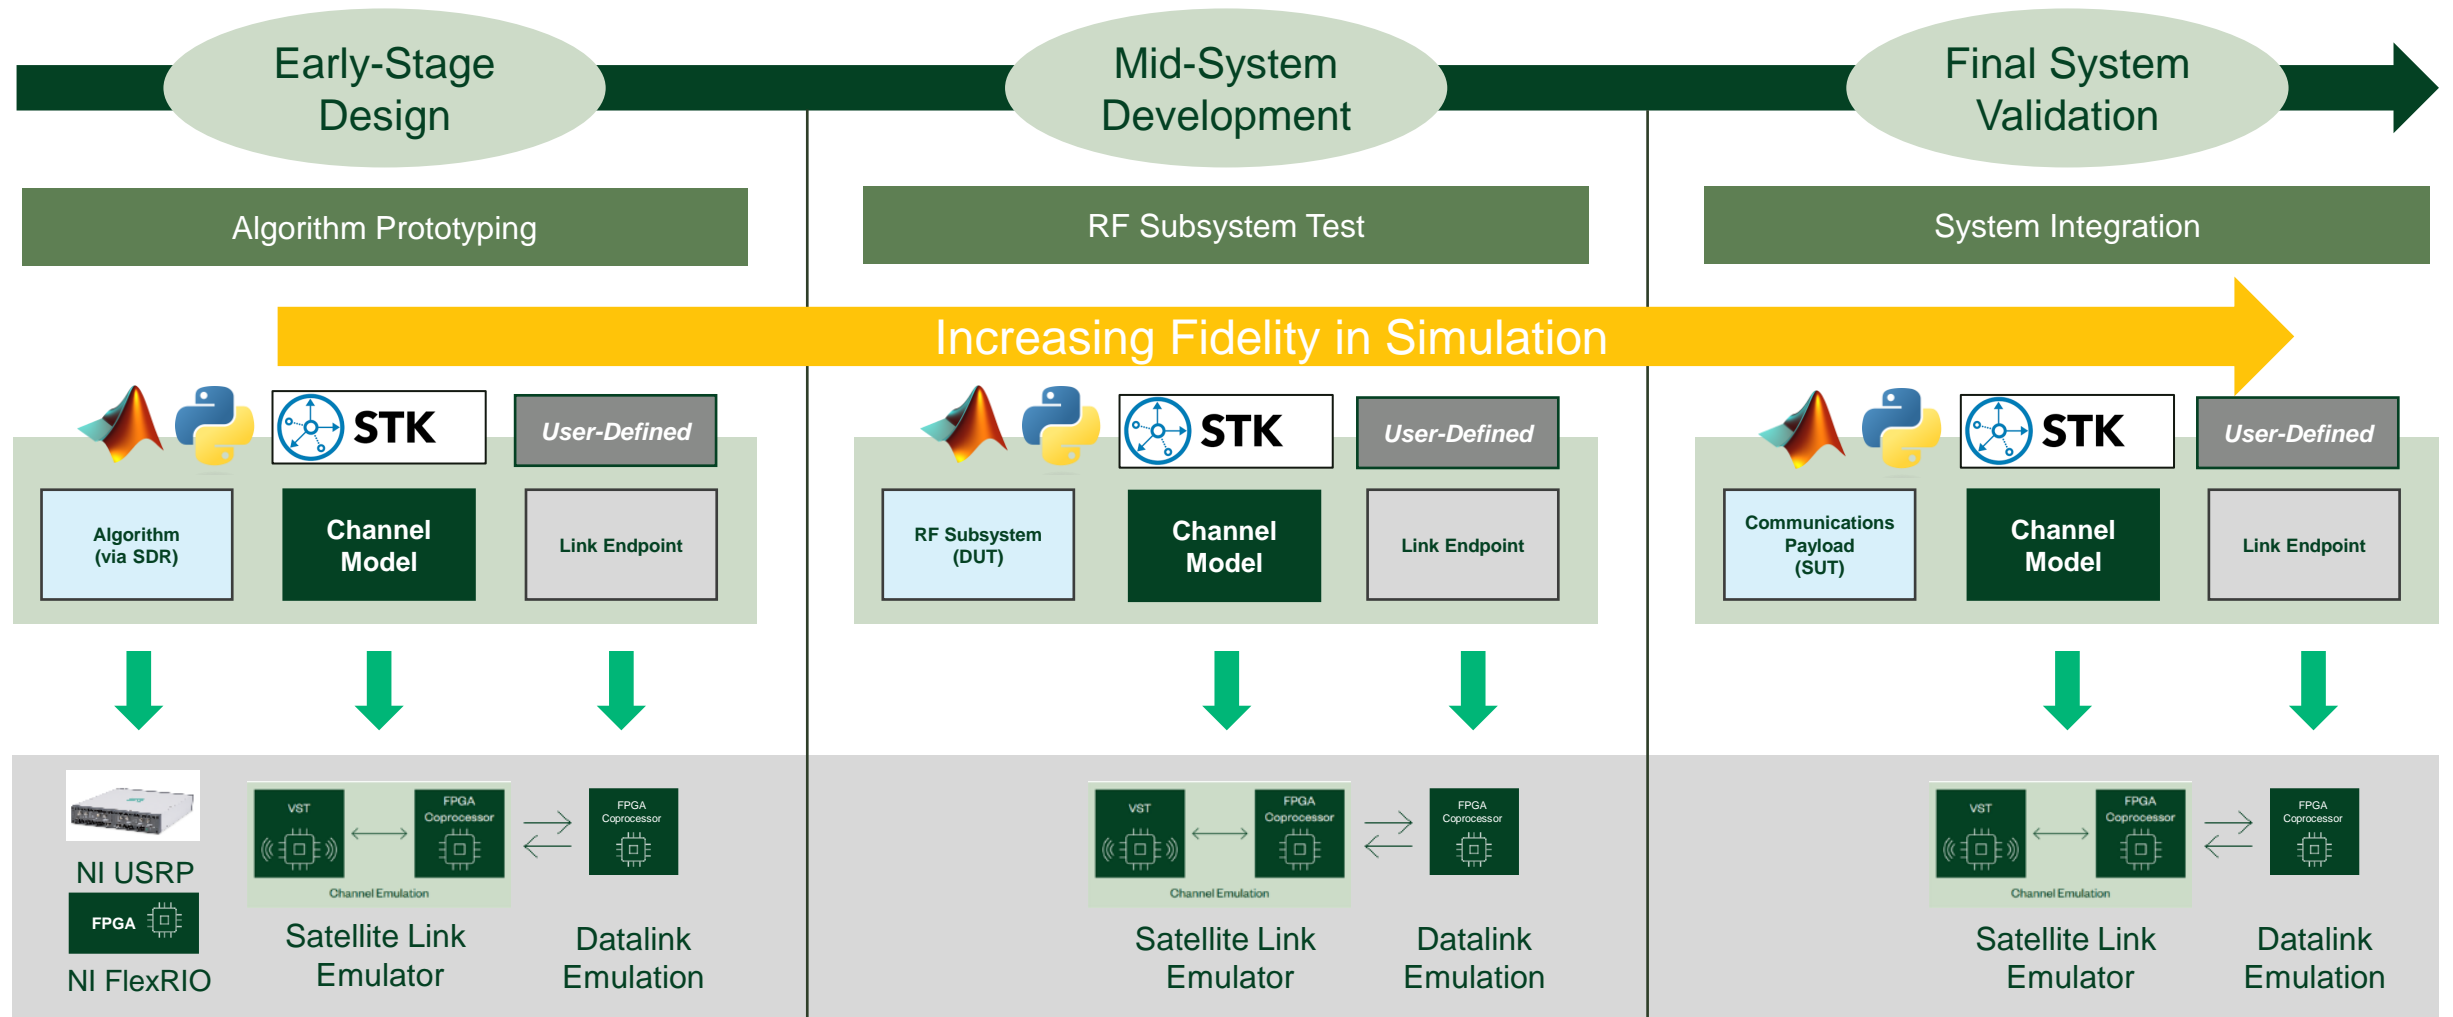 Early-Stage
Design
Mid-System
Development
Final System
Validation
Algorithm Prototyping
RF Subsystem Test
System Integration
Increasing Fidelity in Simulation
STK
User-Defined
STK
User-Defined
STK
User-Defined
Algorithm
(via SDR)
Channel
Model
Link Endpoint
RF Subsystem
(DUT)
Channel
Model
Link Endpoint
Communications
Payload
(SUT)
Channel
Model
Link Endpoint
NI USRP
FPGA
NI FlexRIO
VST
FPGA
Coprocessor
Channel Emulation
Satellite Link
Emulator
FPGA
Coprocessor
Datalink
Emulation
VST
FPGA
Coprocessor
Channel Emulation
Satellite Link
Emulator
FPGA
Coprocessor
Datalink
Emulation
VST
FPGA
Coprocessor
Channel Emulation
Satellite Link
Emulator
FPGA
Coprocessor
Datalink
Emulation